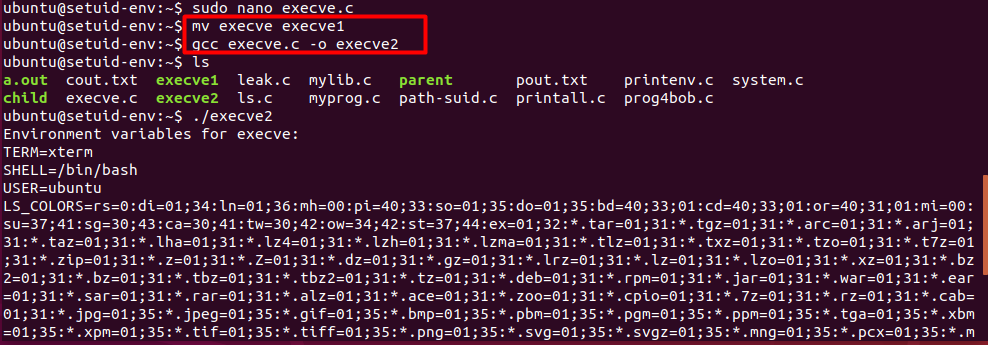 ubuntu@setuid-env:~$ sudo nano execve.c
ubuntu@setuid-env:~$ mv execve execve1
ubuntu@setuid-env:~$ gcc execve.c -o execve2
ubuntu@setuid-env:~$ ls
a.out  cout.txt  execve1  leak.c  mylib.c  parent  pout.txt  printenv.c  system.c
child  execve.c  execve2  ls.c  myprog.c  path-suid.c  printall.c  prog4bob.c
ubuntu@setuid-env:~$ ./execve2
Environment variables for execve:
TERM=xterm
SHELL=/bin/bash
USER=ubuntu
LS_COLORS=rs=0:di=01;34:ln=01;36:mh=00:pi=40;33:so=01;35:do=01;35:bd=40;33;01:cd=40;33;01:or=40;31;01:mi=00:
su=37;41:sg=30;43:ca=30;41:tw=30;42:ow=34;42:st=37;44:ex=01;32:*.tar=01;31:*.tgz=01;31:*.arc=01;31:*.arj=01;
31:*.taz=01;31:*.lha=01;31:*.lz4=01;31:*.lzh=01;31:*.lzma=01;31:*.tlz=01;31:*.txz=01;31:*.tzo=01;31:*.t7z=01
;31:*.zip=01;31:*.z=01;31:*.Z=01;31:*.dz=01;31:*.gz=01;31:*.lrz=01;31:*.lz=01;31:*.lzo=01;31:*.xz=01;31:*.bz
2=01;31:*.bz=01;31:*.tbz=01;31:*.tbz2=01;31:*.tz=01;31:*.deb=01;31:*.rpm=01;31:*.jar=01;31:*.war=01;31:*.ear
=01;31:*.sar=01;31:*.rar=01;31:*.alz=01;31:*.ace=01;31:*.zoo=01;31:*.cpio=01;31:*.7z=01;31:*.rz=01;31:*.cab=
01;31:*.jpg=01;35:*.jpeg=01;35:*.gif=01;35:*.bmp=01;35:*.pbm=01;35:*.pgm=01;35:*.ppm=01;35:*.tga=01;35:*.xbm
=01;35:*.xpm=01;35:*.tif=01;35:*.tiff=01;35:*.png=01;35:*.svg=01;35:*.svgz=01;35:*.mng=01;35:*.pcx=01;35:*.m